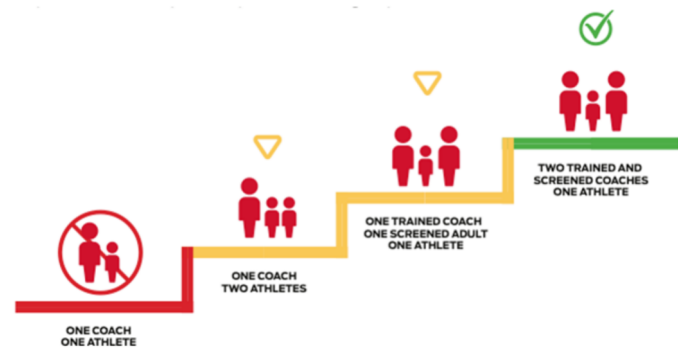 TWO TRAINED AND
SCREENED COACHES
ONE ATHLETE
ONE TRAINED COACH
ONE SCREENED ADULT
ONE ATHLETE
ONE COACH
TWO ATHLETES
ONE COACH
ONE ATHLETE